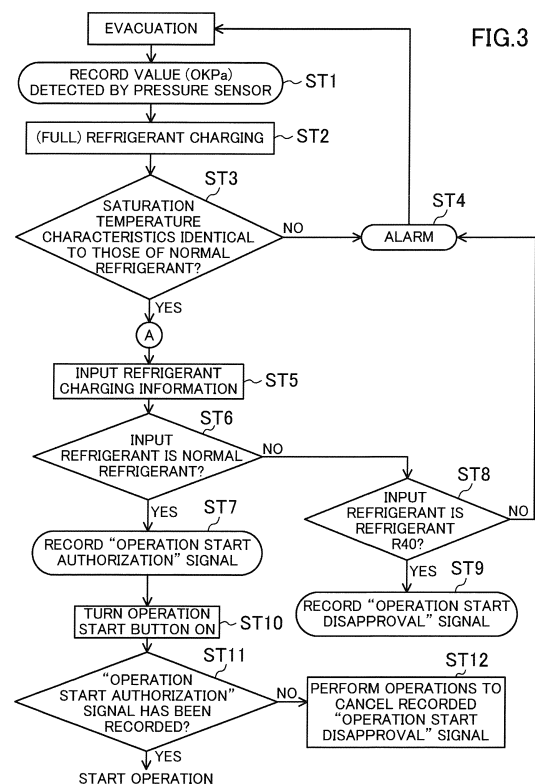 EVACUATION
FIG.3
RECORD VALUE (OKPa)
DETECTED BY PRESSURE SENSOR
ST1
(FULL) REFRIGERANT CHARGING
ST2
ST3
SATURATION
TEMPERATURE
CHARACTERISTICS IDENTICAL
TO THOSE OF NORMAL
REFRIGERANT?
NO
ST4
ALARM
YES
A
INPUT REFRIGERANT
CHARGING INFORMATION
ST5
ST6
INPUT
REFRIGERANT IS NORMAL
REFRIGERANT?
NO
ST8
INPUT
REFRIGERANT IS
REFRIGERANT
R40?
NO
YES
ST7
RECORD “OPERATION START
AUTHORIZATION” SIGNAL
YES
ST9
RECORD “OPERATION START
DISAPPROVAL” SIGNAL
TURN OPERATION
START BUTTON ON
ST10
ST11
“OPERATION
START AUTHORIZATION”
SIGNAL HAS BEEN
RECORDED?
NO
ST12
PERFORM OPERATIONS TO
CANCEL RECORDED
“OPERATION START
DISAPPROVAL” SIGNAL
YES
START OPERATION